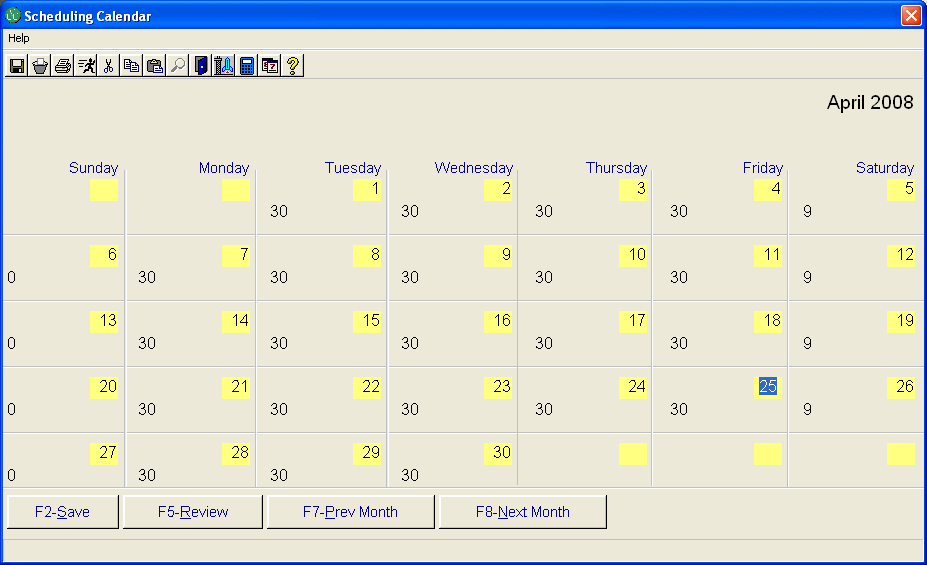 Scheduling Calendar
Help
April 2008
Sunday Monday Tuesday Wednesday Thursday Friday Saturday
1 2 3 4 5
30 30 30 30 9
6 7 8 9 10 11 12
0 30 30 30 30 30 9
13 14 15 16 17 18 19
0 30 30 30 30 30 9
20 21 22 23 24 25 26
0 30 30 30 30 30 9
27 28 29 30
0 30 30 30
F2-Save F5-Review F7-Prev Month F8-Next Month